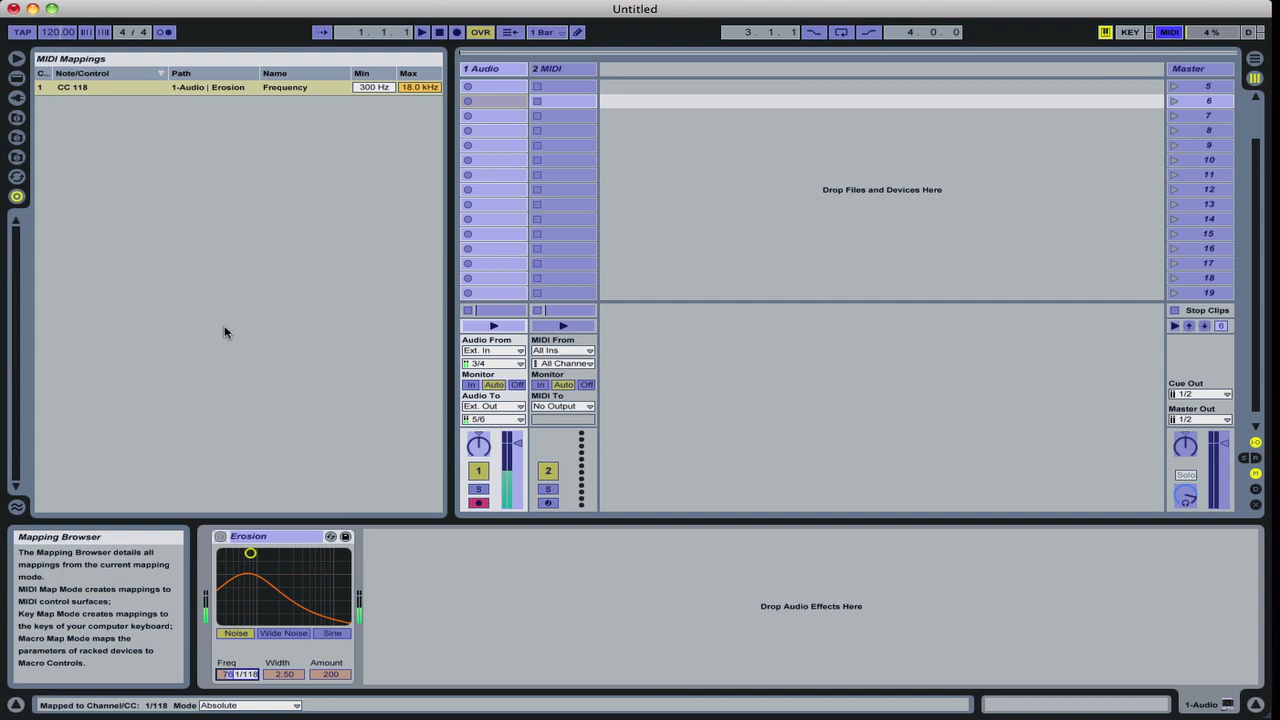 Untitled
TAP 120.00 4 / 4 1. 1. 1 OVR 1 Bar 3. 1. 1 4. 0. 0 KEY MIDI 4 % D
MIDI Mappings
C... Note/Control Path Name Min Max
1 CC 118 1-Audio | Erosion Frequency 300 Hz 18.0 kHz
1 Audio 2 MIDI Master
5
6
7
8
9
10
11
12
13
14
15
16
17
18
19
Drop Files and Devices Here
Stop Clips
6
Audio From
Ext. In
3/4
Monitor
In Auto Off
Audio To
Ext. Out
5/6
1
S
MIDI From
All Ins
All Channe
Monitor
In Auto Off
MIDI To
No Output
2
S
Cue Out
1/2
Master Out
1/2
Solo
Mapping Browser
The Mapping Browser details all
mappings from the current mapping
mode.
MIDI Map Mode creates mappings to
MIDI control surfaces;
Key Map Mode creates mappings to
the keys of your computer keyboard;
Macro Map Mode maps the
parameters of racked devices to
Macro Controls.
Erosion
Noise Wide Noise Sine
Freq Width Amount
1/118 2.50 200
Drop Audio Effects Here
Mapped to Channel/CC: 1/118 Mode Absolute
1-Audio